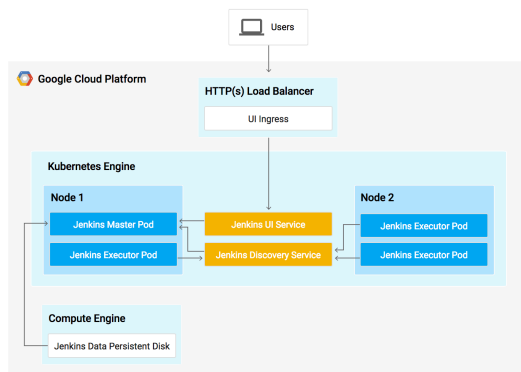 Users
Google Cloud Platform
HTTP(s) Load Balancer
UI Ingress
Kubernetes Engine
Node 1
Node 2
Jenkins Master Pod
Jenkins UI Service
Jenkins Executor Pod
Jenkins Executor Pod
Jenkins Discovery Service
Jenkins Executor Pod
Compute Engine
Jenkins Data Persistent Disk